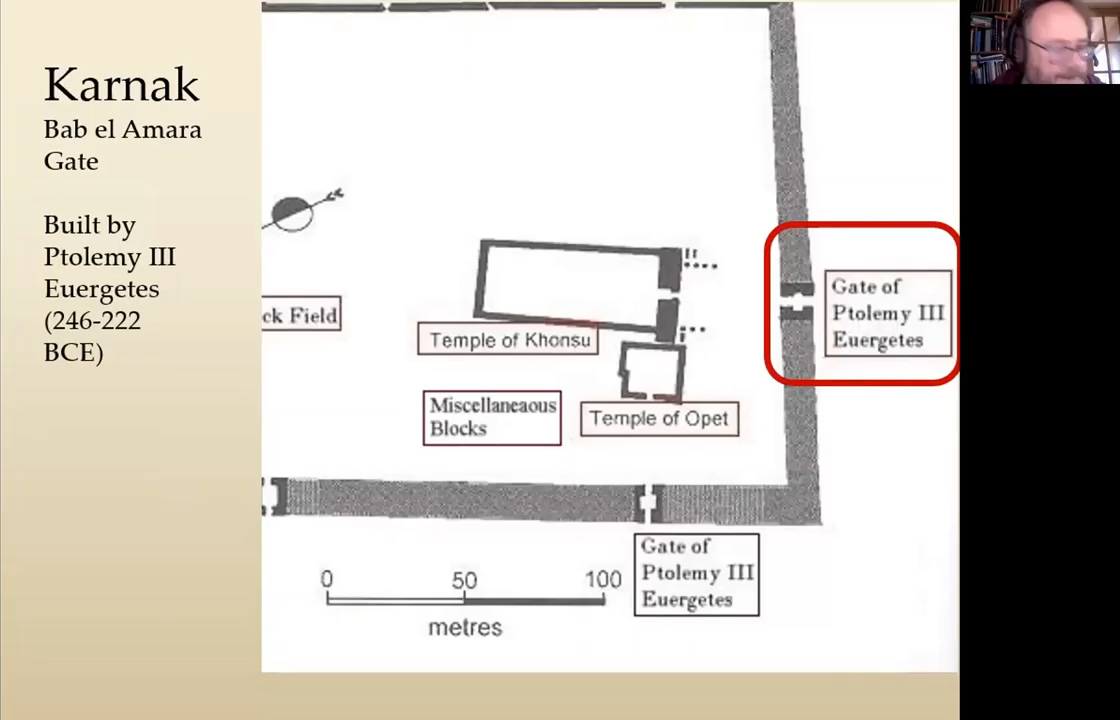 Karnak
Bab el Amara
Gate
Built by
Ptolemy III
Euergetes
(246-222
BCE)
ck Field
Temple of Khonsu
Miscellaneaous
Blocks
Temple of Opet
Gate of
Ptolemy III
Euergetes
Gate of
Ptolemy III
Euergetes
0 50 100
metres